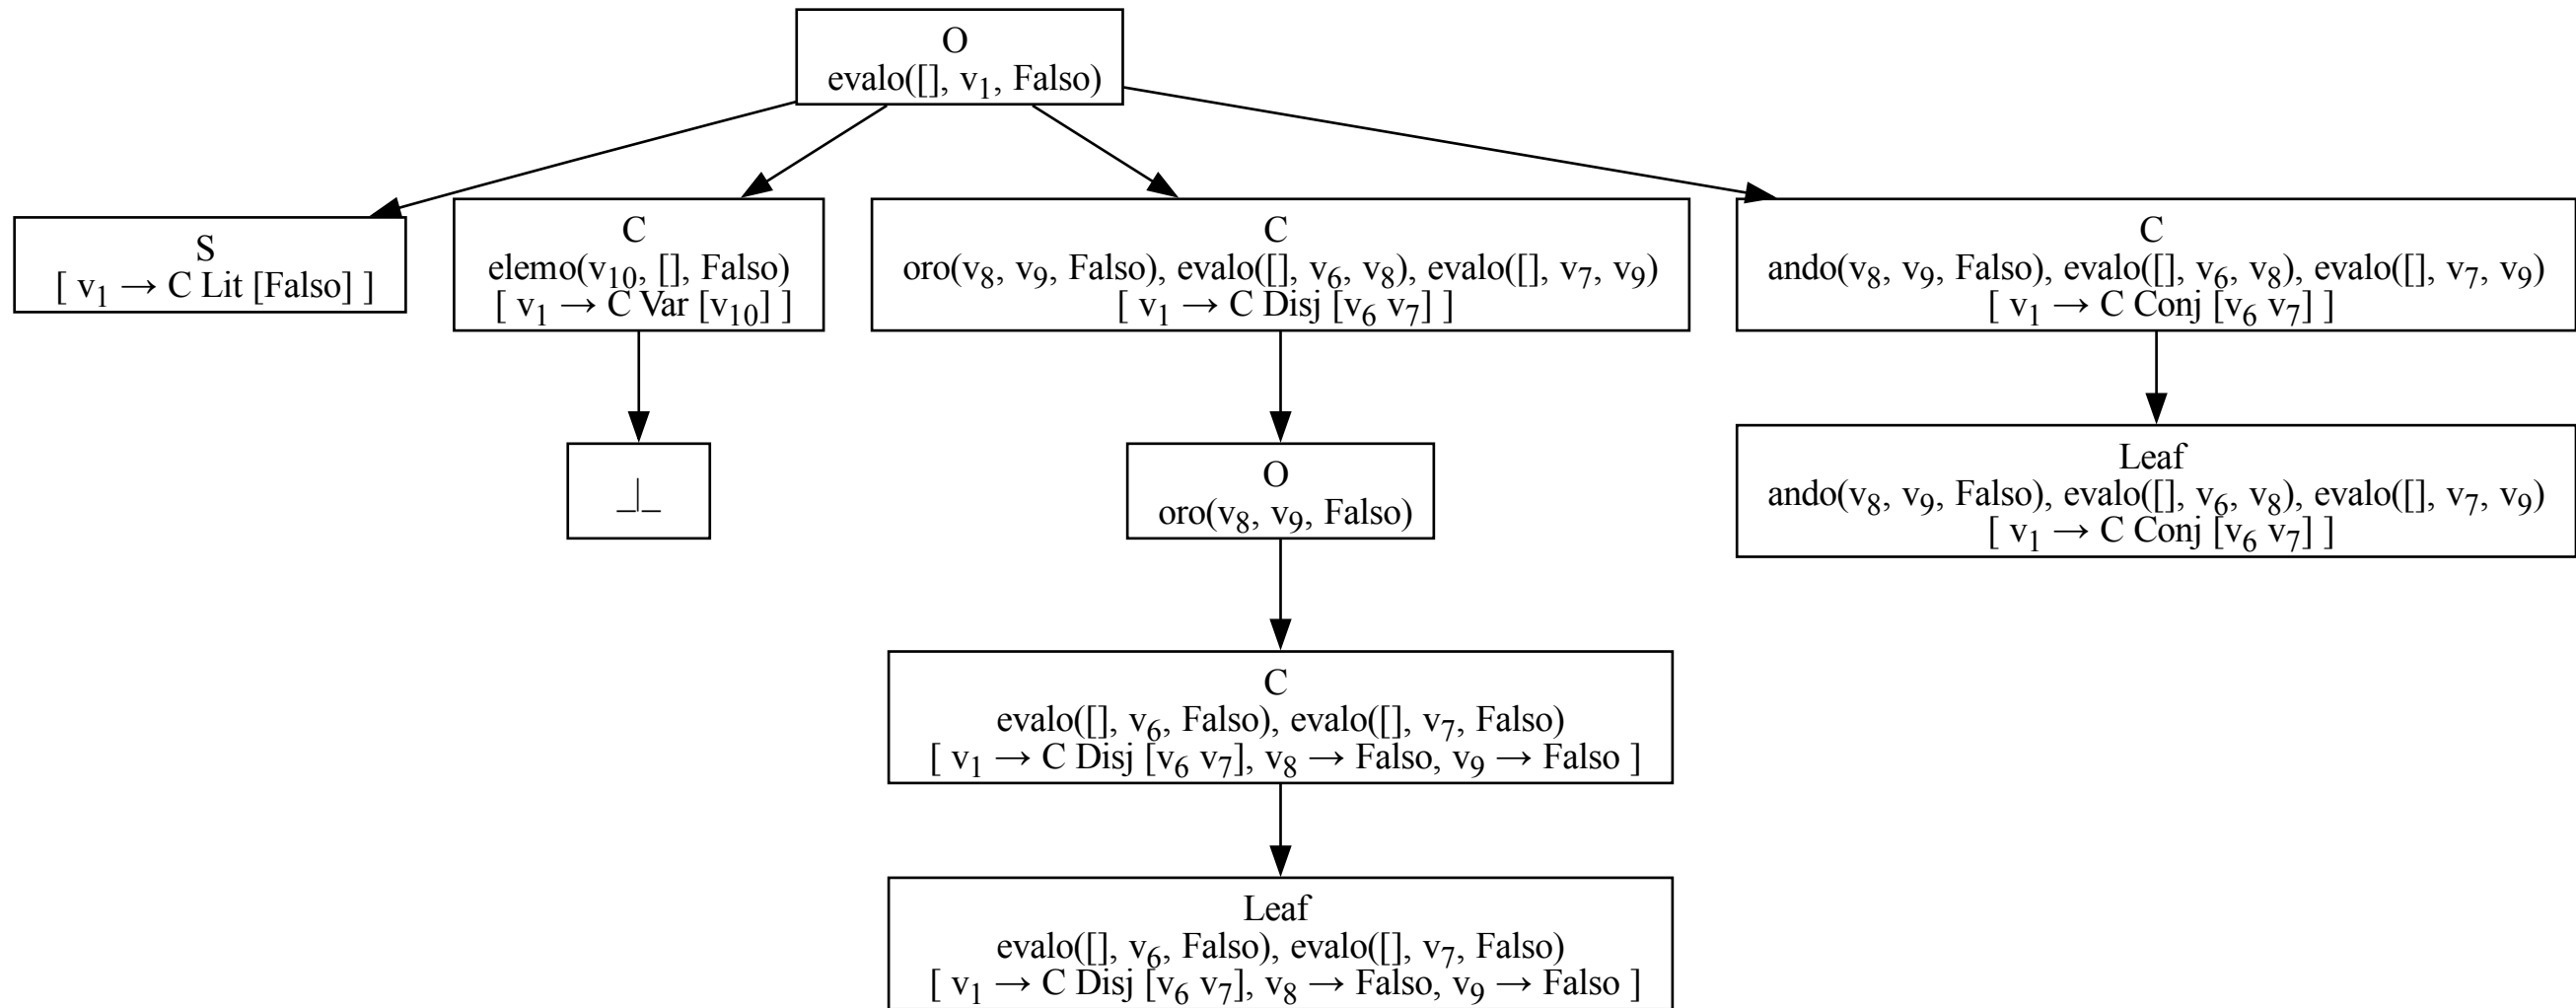 O
evalo([], v₁, Falso)
S
[ v₁ → C Lit [Falso] ]
C
elemo(v₁₀, [], Falso)
[ v₁ → C Var [v₁₀] ]
C
oro(v₈, v₉, Falso), evalo([], v₆, v₈), evalo([], v₇, v₉)
[ v₁ → C Disj [v₆ v₇] ]
C
ando(v₈, v₉, Falso), evalo([], v₆, v₈), evalo([], v₇, v₉)
[ v₁ → C Conj [v₆ v₇] ]
_|_
O
oro(v₈, v₉, Falso)
Leaf
ando(v₈, v₉, Falso), evalo([], v₆, v₈), evalo([], v₇, v₉)
[ v₁ → C Conj [v₆ v₇] ]
C
evalo([], v₆, Falso), evalo([], v₇, Falso)
[ v₁ → C Disj [v₆ v₇], v₈ → Falso, v₉ → Falso ]
Leaf
evalo([], v₆, Falso), evalo([], v₇, Falso)
[ v₁ → C Disj [v₆ v₇], v₈ → Falso, v₉ → Falso ]